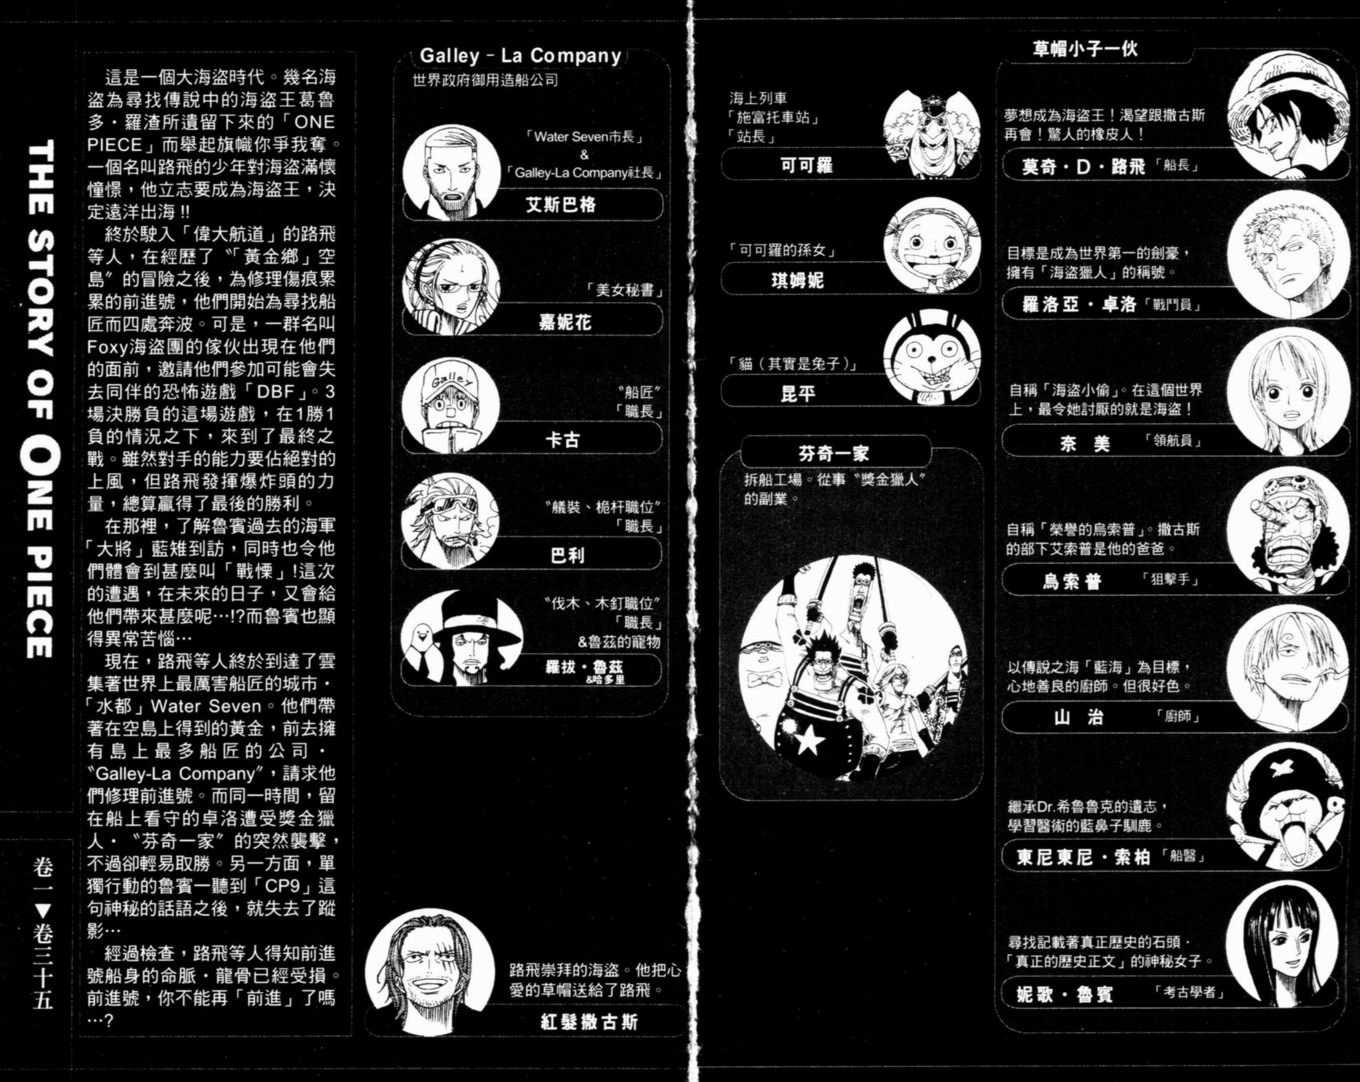 草帽小子一伙
夢想成為海盜王！渴望跟撒古斯
再會！驚人的橡皮人！
莫奇・D・路飛「船長」
目標是成為世界第一的劍豪，
擁有「海盜獵人」的稱號。
羅洛亞・卓洛「戰鬥員」
自稱「海盜小偷」。在這個世界
上，最令她討厭的就是海盜！
奈 美 「領航員」
自稱「榮譽的烏索普」。撒古斯
的部下艾索普是他的爸爸。
烏索普 「狙擊手」
以傳說之海「藍海」為目標，
心地善良的廚師。但很好色。
山 治 「廚師」
繼承Dr.希魯魯克的遺志，
學習醫術的藍鼻子馴鹿。
東尼東尼・索柏「船醫」
尋找記載著真正歷史的石頭・
「真正的歷史正文」的神秘女子。
妮歌・魯賓 「考古學者」
海上列車
「施富托車站」
「站長」
可可羅
「可可羅的孫女」
琪姆妮
「貓（其實是兔子）」
昆平
芬奇一家
拆船工場。從事〝獎金獵人〞
的副業。
Galley－La Company
世界政府御用造船公司
「Water Seven市長」
&
「Galley-La Company社長」
艾斯巴格
「美女秘書」
嘉妮花
Galley
〝船匠〞
「職長」
卡古
〝艤裝、桅杆職位〞
「職長」
巴利
〝伐木、木釘職位〞
「職長」
&魯茲的寵物
羅拔・魯茲
&哈多里
路飛崇拜的海盜。他把心
愛的草帽送給了路飛。
紅髮撒古斯
這是一個大海盜時代。幾名海
盜為尋找傳說中的海盜王葛魯
多・羅渣所遺留下來的「ONE
PIECE」而舉起旗幟你爭我奪。
一個名叫路飛的少年對海盜滿懷
憧憬，他立志要成為海盜王，決
定遠洋出海!!
終於駛入「偉大航道」的路飛
等人，在經歷了〝「黃金鄉」空
島〞的冒險之後，為修理傷痕累
累的前進號，他們開始為尋找船
匠而四處奔波。可是，一群名叫
Foxy海盜團的傢伙出現在他們
的面前，邀請他們參加可能會失
去同伴的恐怖遊戲「DBF」。3
場決勝負的這場遊戲，在1勝1
負的情況之下，來到了最終之
戰。雖然對手的能力要佔絕對的
上風，但路飛發揮爆炸頭的力
量，總算贏得了最後的勝利。
在那裡，了解魯賓過去的海軍
「大將」藍雉到訪，同時也令他
們體會到甚麼叫「戰慄」!這次
的遭遇，在未來的日子，又會給
他們帶來甚麼呢…!?而魯賓也顯
得異常苦惱…
現在，路飛等人終於到達了雲
集著世界上最厲害船匠的城市・
「水都」Water Seven。他們帶
著在空島上得到的黃金，前去擁
有島上最多船匠的公司・
〝Galley-La Company〞，請求他
們修理前進號。而同一時間，留
在船上看守的卓洛遭受獎金獵
人・〝芬奇一家〞的突然襲擊，
不過卻輕易取勝。另一方面，單
獨行動的魯賓一聽到「CP9」這
句神秘的話語之後，就失去了蹤
影…
經過檢查，路飛等人得知前進
號船身的命脈・龍骨已經受損。
前進號，你不能再「前進」了嗎
…?
THE STORY OF ONE PIECE
卷一▼卷三十五